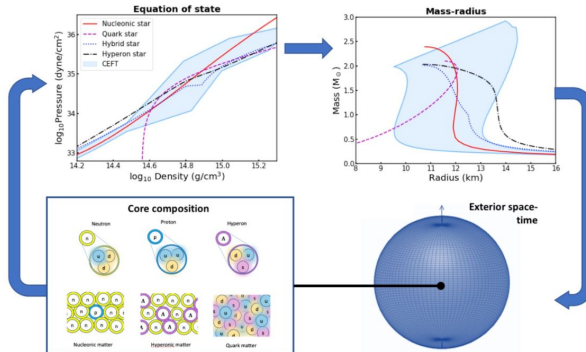 Equation of state
Nucleonic star
Quark star
Hybrid star
Hyperon star
CEFT
log₁₀Pressure (dyne/cm²)
36
35
34
33
14.2 14.4 14.6 14.8 15.0 15.2
log₁₀ Density (g/cm³)
Mass-radius
Mass (M⊙)
3.0
2.5
2.0
1.5
1.0
0.5
0.0
8 9 10 11 12 13 14 15 16
Radius (km)
Core composition
Neutron
Proton
Hyperon
Nucleonic matter
Hyperonic matter
Quark matter
Exterior space-
time